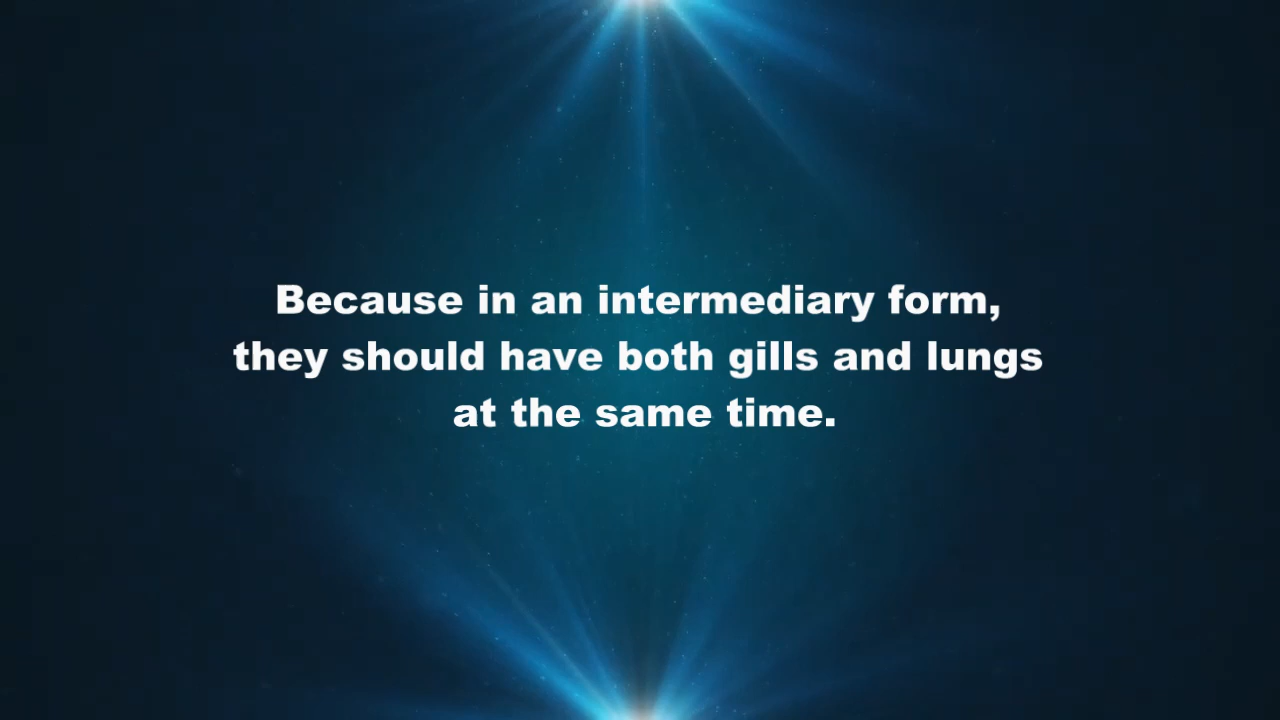 Because in an intermediary form,
they should have both gills and lungs
at the same time.